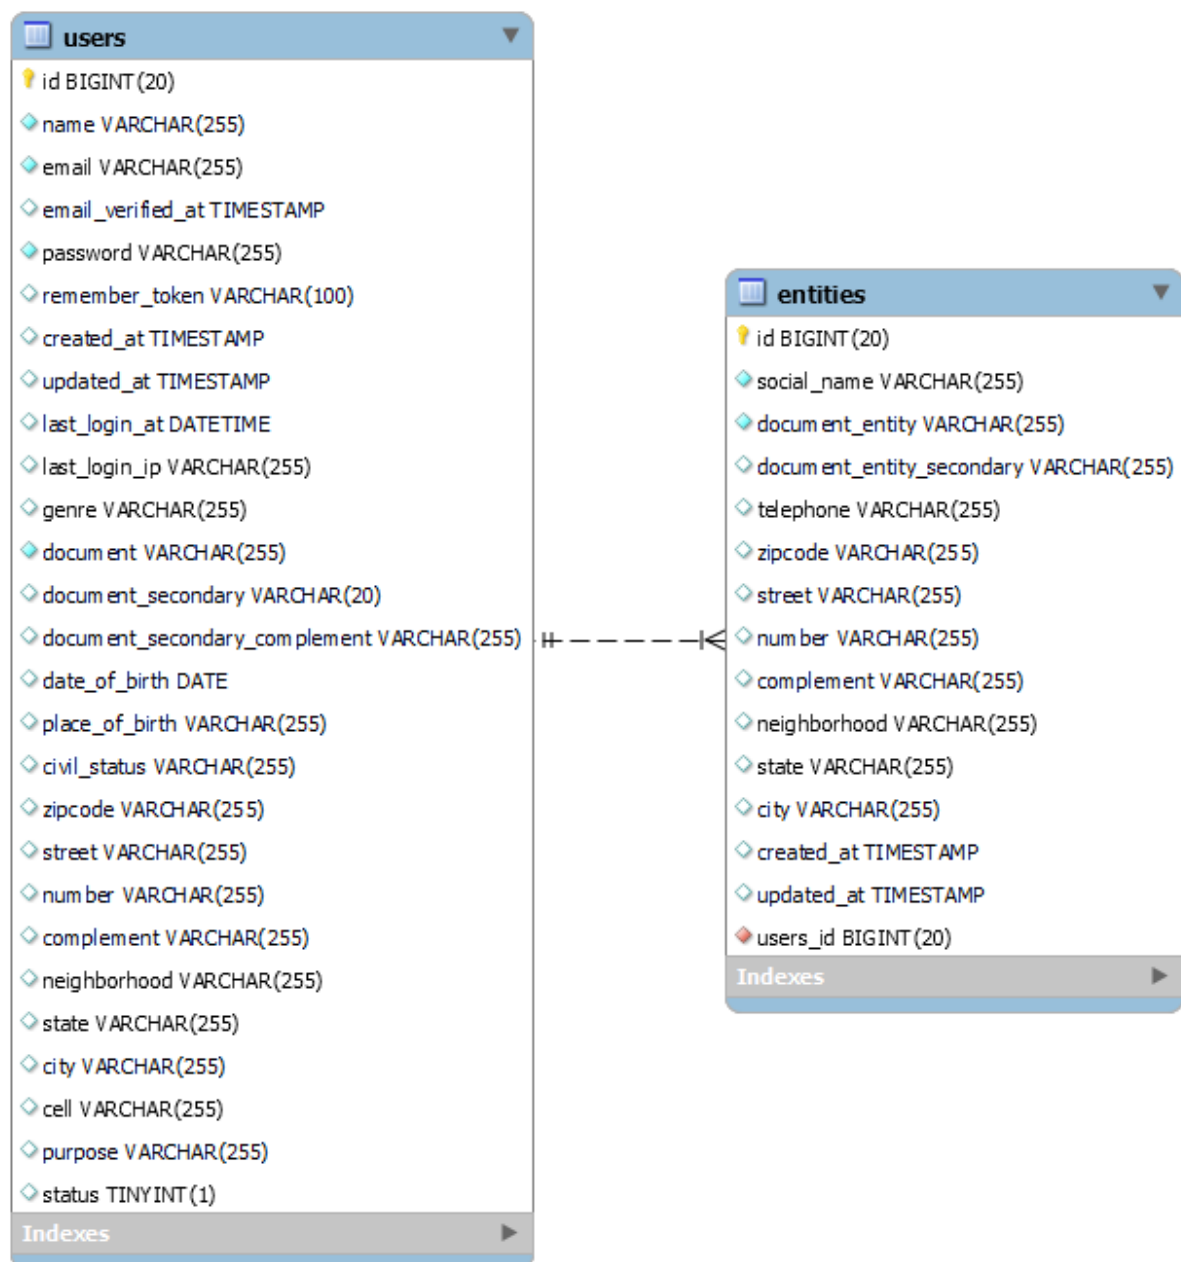 users
id BIGINT(20)
name VARCHAR(255)
email VARCHAR(255)
email_verified_at TIMESTAMP
password VARCHAR(255)
remember_token VARCHAR(100)
created_at TIMESTAMP
updated_at TIMESTAMP
last_login_at DATETIME
last_login_ip VARCHAR(255)
genre VARCHAR(255)
document VARCHAR(255)
document_secondary VARCHAR(20)
document_secondary_complement VARCHAR(255)
date_of_birth DATE
place_of_birth VARCHAR(255)
civil_status VARCHAR(255)
zipcode VARCHAR(255)
street VARCHAR(255)
number VARCHAR(255)
complement VARCHAR(255)
neighborhood VARCHAR(255)
state VARCHAR(255)
city VARCHAR(255)
cell VARCHAR(255)
purpose VARCHAR(255)
status TINYINT(1)
Indexes
entities
id BIGINT(20)
social_name VARCHAR(255)
document_entity VARCHAR(255)
document_entity_secondary VARCHAR(255)
telephone VARCHAR(255)
zipcode VARCHAR(255)
street VARCHAR(255)
number VARCHAR(255)
complement VARCHAR(255)
neighborhood VARCHAR(255)
state VARCHAR(255)
city VARCHAR(255)
created_at TIMESTAMP
updated_at TIMESTAMP
users_id BIGINT(20)
Indexes